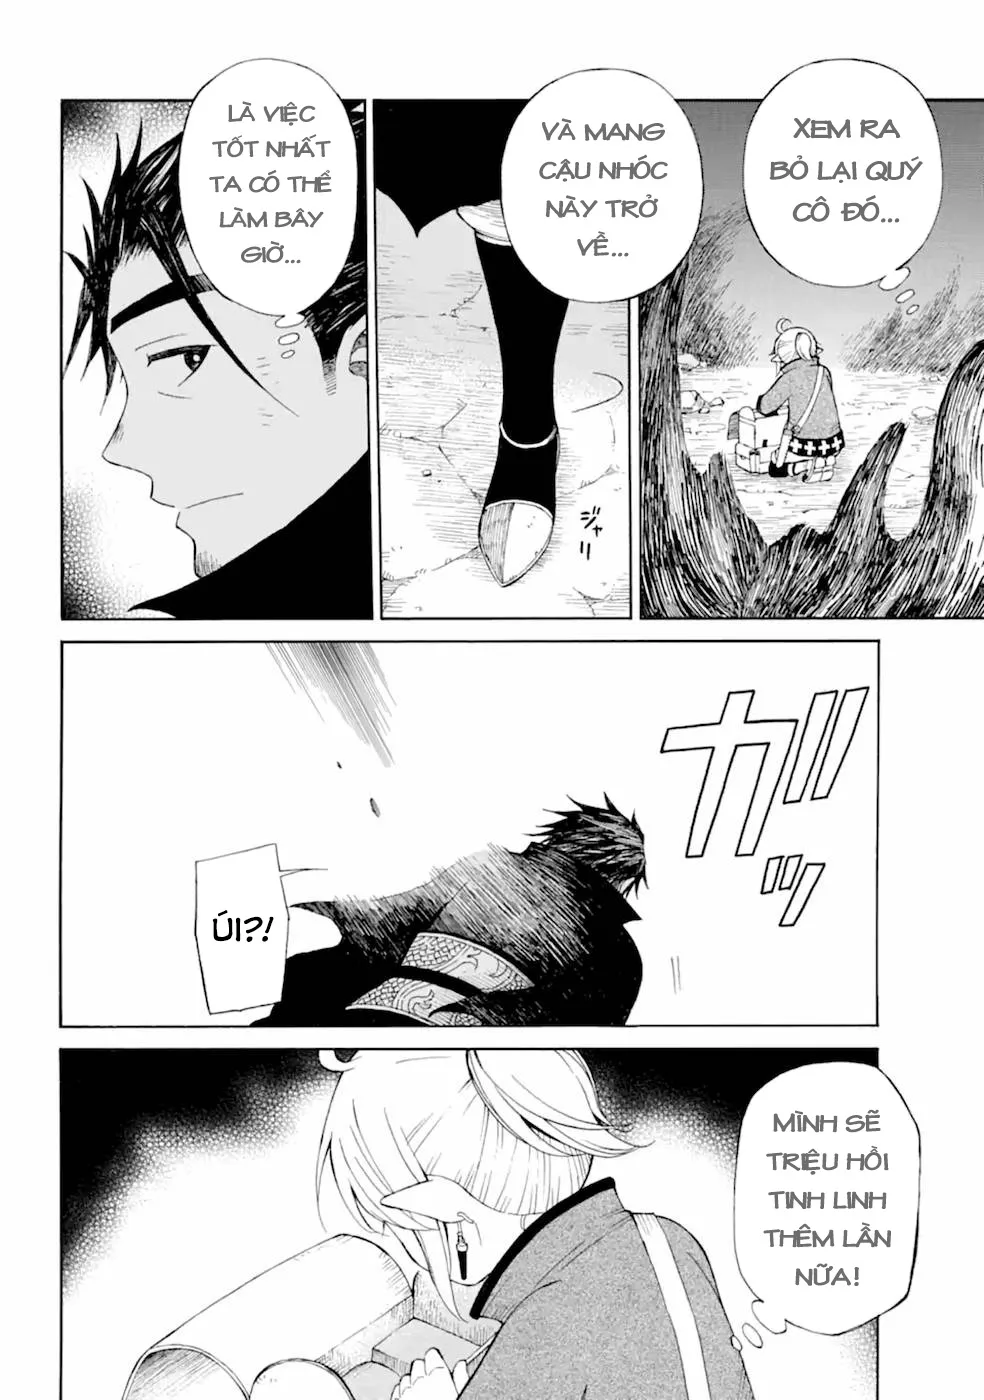 XEM RA
BỎ LẠI QUÝ
CÔ ĐÓ...
VÀ MANG
CẬU NHÓC
NÀY TRỞ
VỀ...
ジャリ
LÀ VIỆC
TỐT NHẤT
TA CÓ THỂ
LÀM BÂY
GIỜ...
ガッ
ÚI?!
MÌNH SẼ
TRIỆU HỒI
TINH LINH
THÊM LẦN
NỮA!